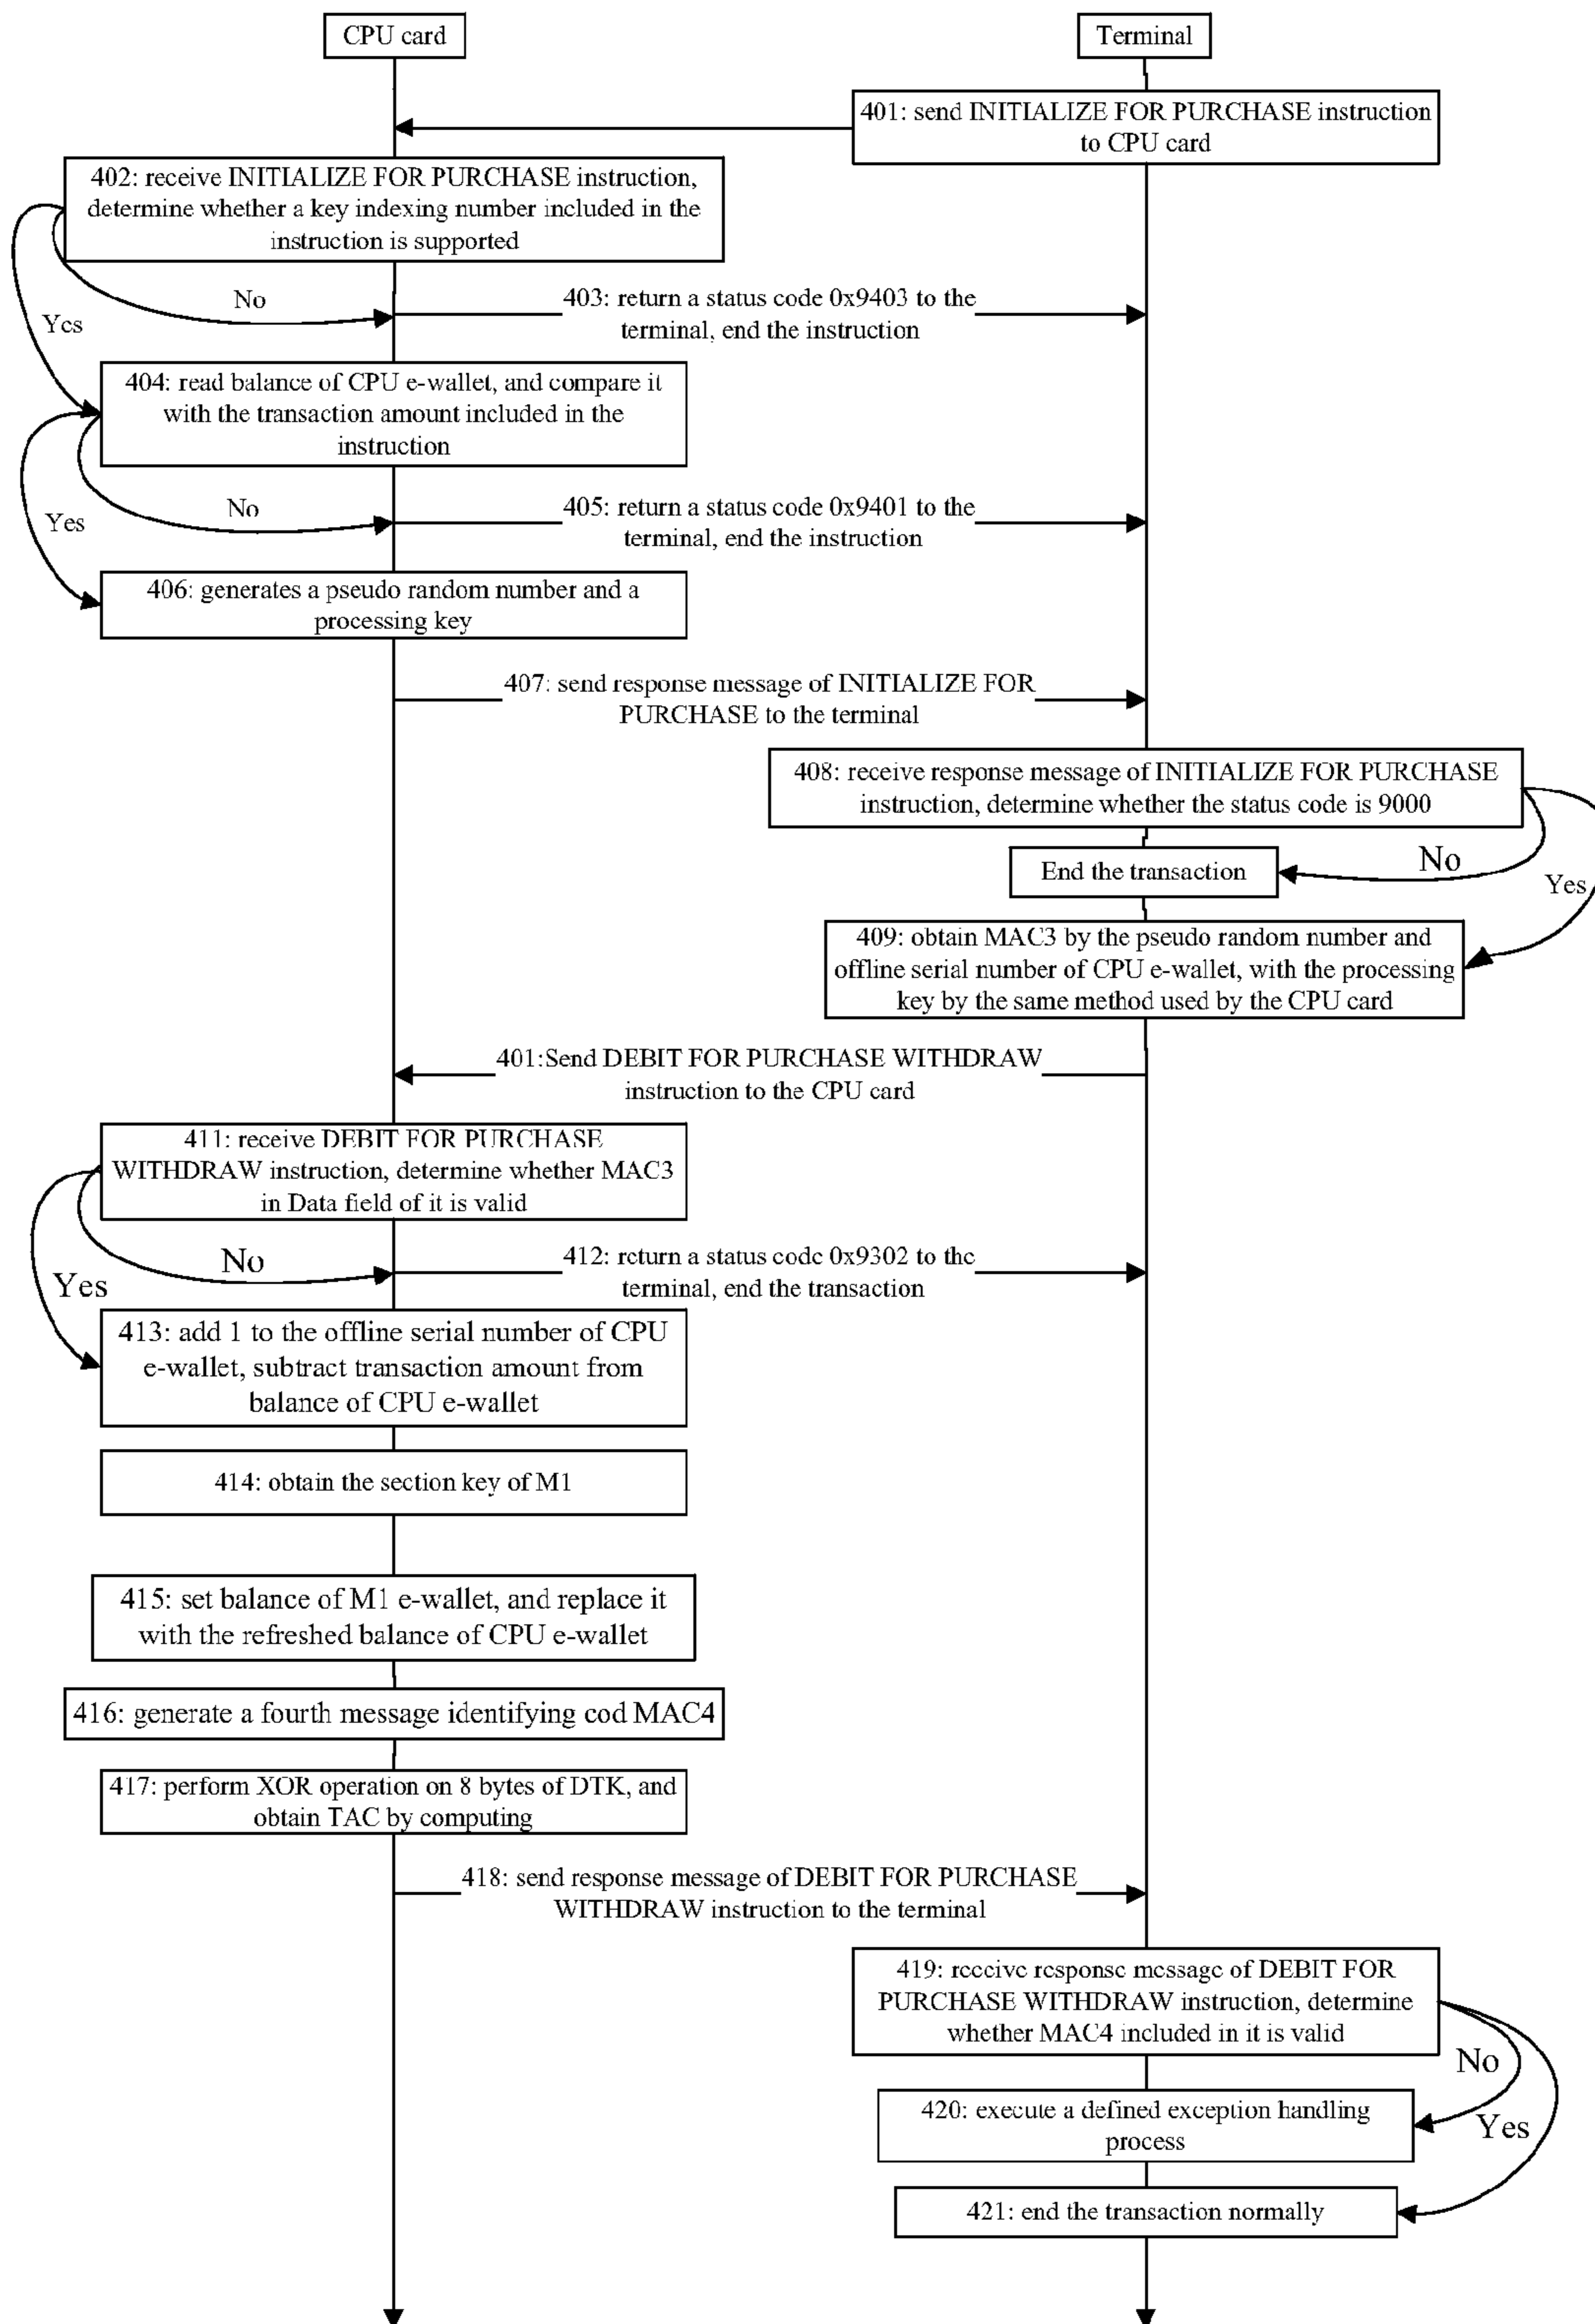 CPU card
Terminal
401: send INITIALIZE FOR PURCHASE instruction
to CPU card
402: receive INITIALIZE FOR PURCHASE instruction,
determine whether a key indexing number included in the
instruction is supported
No
Yes
403: return a status code 0x9403 to the
terminal, end the instruction
404: read balance of CPU e-wallet, and compare it
with the transaction amount included in the
instruction
No
Yes
405: return a status code 0x9401 to the
terminal, end the instruction
406: generates a pseudo random number and a
processing key
407: send response message of INITIALIZE FOR
PURCHASE to the terminal
408: receive response message of INITIALIZE FOR PURCHASE
instruction, determine whether the status code is 9000
No
End the transaction
Yes
409: obtain MAC3 by the pseudo random number and
offline serial number of CPU e-wallet, with the processing
key by the same method used by the CPU card
401:Send DEBIT FOR PURCHASE WITHDRAW
instruction to the CPU card
411: receive DEBIT FOR PURCHASE
WITHDRAW instruction, determine whether MAC3
in Data field of it is valid
No
Yes
412: return a status code 0x9302 to the
terminal, end the transaction
413: add 1 to the offline serial number of CPU
e-wallet, subtract transaction amount from
balance of CPU e-wallet
414: obtain the section key of M1
415: set balance of M1 e-wallet, and replace it
with the refreshed balance of CPU e-wallet
416: generate a fourth message identifying cod MAC4
417: perform XOR operation on 8 bytes of DTK, and
obtain TAC by computing
418: send response message of DEBIT FOR PURCHASE
WITHDRAW instruction to the terminal
419: receive response message of DEBIT FOR
PURCHASE WITHDRAW instruction, determine
whether MAC4 included in it is valid
No
420: execute a defined exception handling
process
Yes
421: end the transaction normally